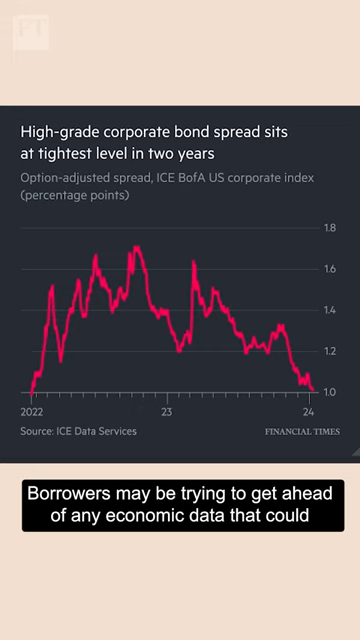 FT
High-grade corporate bond spread sits
at tightest level in two years
Option-adjusted spread, ICE BofA US corporate index
(percentage points)
1.8
1.6
1.4
1.2
1.0
2022 23 24
Source: ICE Data Services FINANCIAL TIMES
Borrowers may be trying to get ahead
of any economic data that could